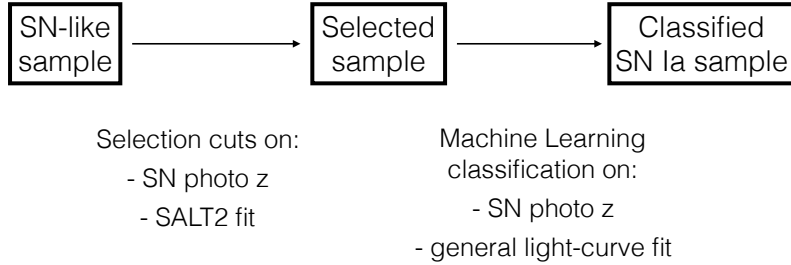 SN-like
sample
Selected
sample
Classified
SN Ia sample
Selection cuts on:
- SN photo z
- SALT2 fit
Machine Learning
classification on:
- SN photo z
- general light-curve fit